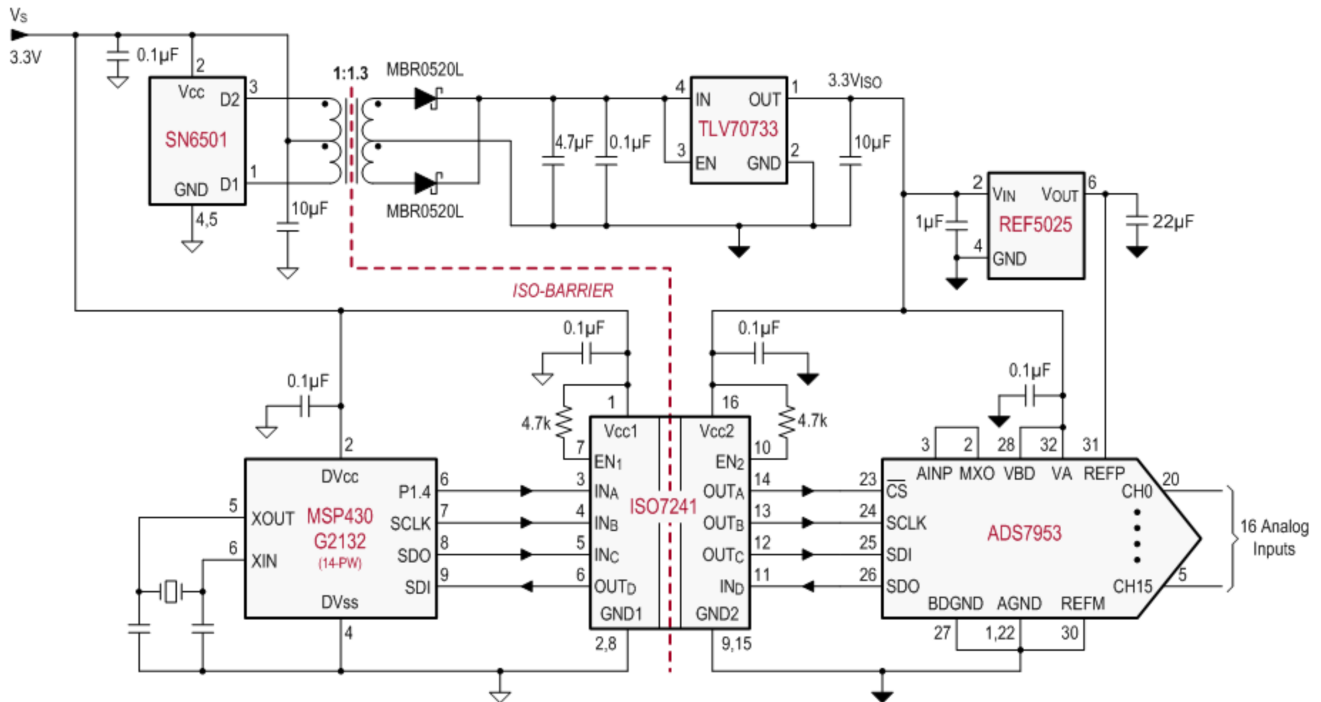 VS
3.3V
0.1µF
2
Vcc
3
D2
SN6501
D1
1
GND
4,5
10µF
1:1.3
MBR0520L
MBR0520L
4.7µF
0.1µF
4
IN
OUT
1
TLV70733
3
EN
GND
2
3.3VISO
10µF
2
VIN
VOUT
6
REF5025
1µF
4
GND
22µF
ISO-BARRIER
0.1µF
0.1µF
0.1µF
0.1µF
4.7k
1
16
4.7k
2
DVcc
5
XOUT
MSP430
G2132
(14-PW)
6
XIN
P1.4
6
SCLK
7
SDO
8
SDI
9
DVss
4
Vcc1
7
EN1
3
INA
4
INB
5
INC
6
OUTD
GND1
2,8
ISO7241
Vcc2
10
EN2
14
OUTA
13
OUTB
12
OUTC
11
IND
GND2
9,15
3
2
28
32
31
AINP
MXO
VBD
VA
REFP
23
CS
24
SCLK
25
SDI
26
SDO
ADS7953
CH0
20
CH15
5
16 Analog
Inputs
BDGND
AGND
REFM
27
1,22
30